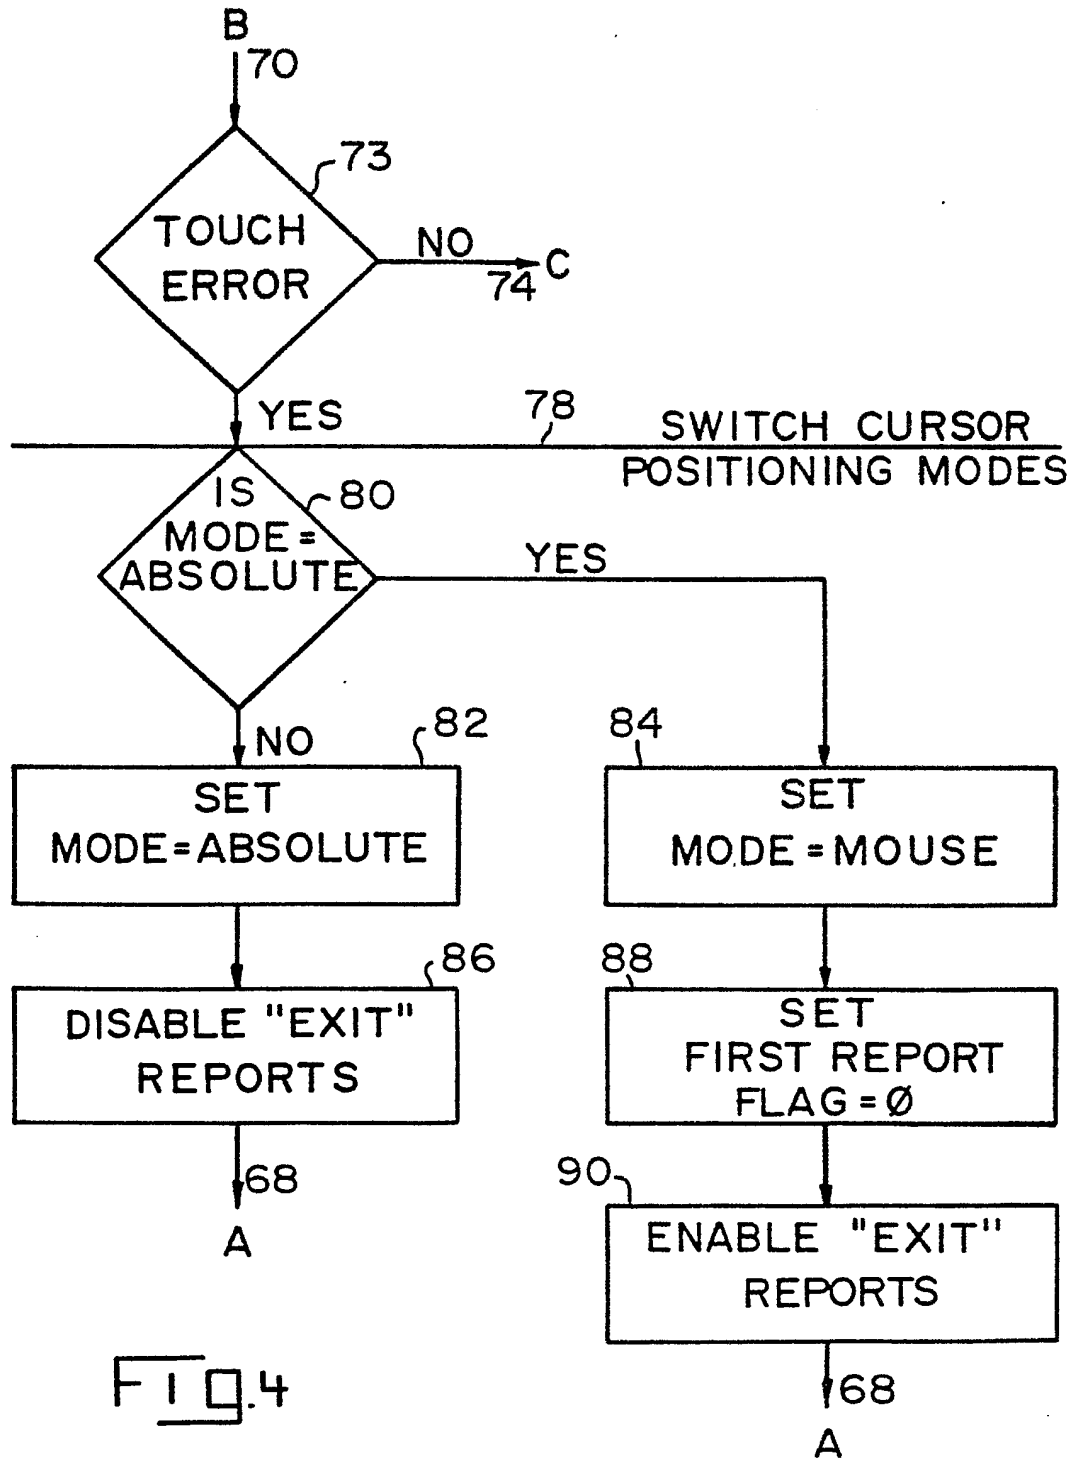 B
70
73
TOUCH
ERROR
NO
74
C
YES
78
SWITCH CURSOR
POSITIONING MODES
IS
MODE =
ABSOLUTE
80
YES
NO
82
SET
MODE = ABSOLUTE
84
SET
MODE = MOUSE
86
DISABLE "EXIT"
REPORTS
88
SET
FIRST REPORT
FLAG = Ø
68
A
90
ENABLE "EXIT"
REPORTS
68
A
Fig.4